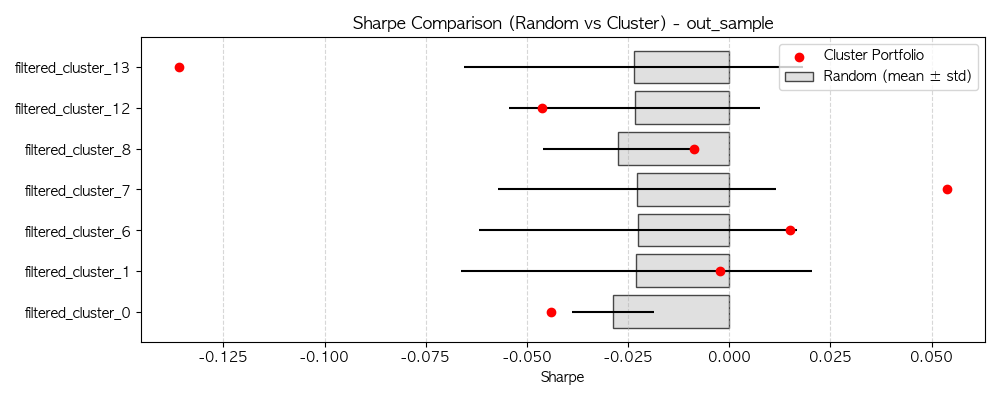 Sharpe Comparison (Random vs Cluster) - out_sample
Cluster Portfolio
Random (mean ± std)
filtered_cluster_13
filtered_cluster_12
filtered_cluster_8
filtered_cluster_7
filtered_cluster_6
filtered_cluster_1
filtered_cluster_0
-0.125 -0.100 -0.075 -0.050 -0.025 0.000 0.025 0.050
Sharpe